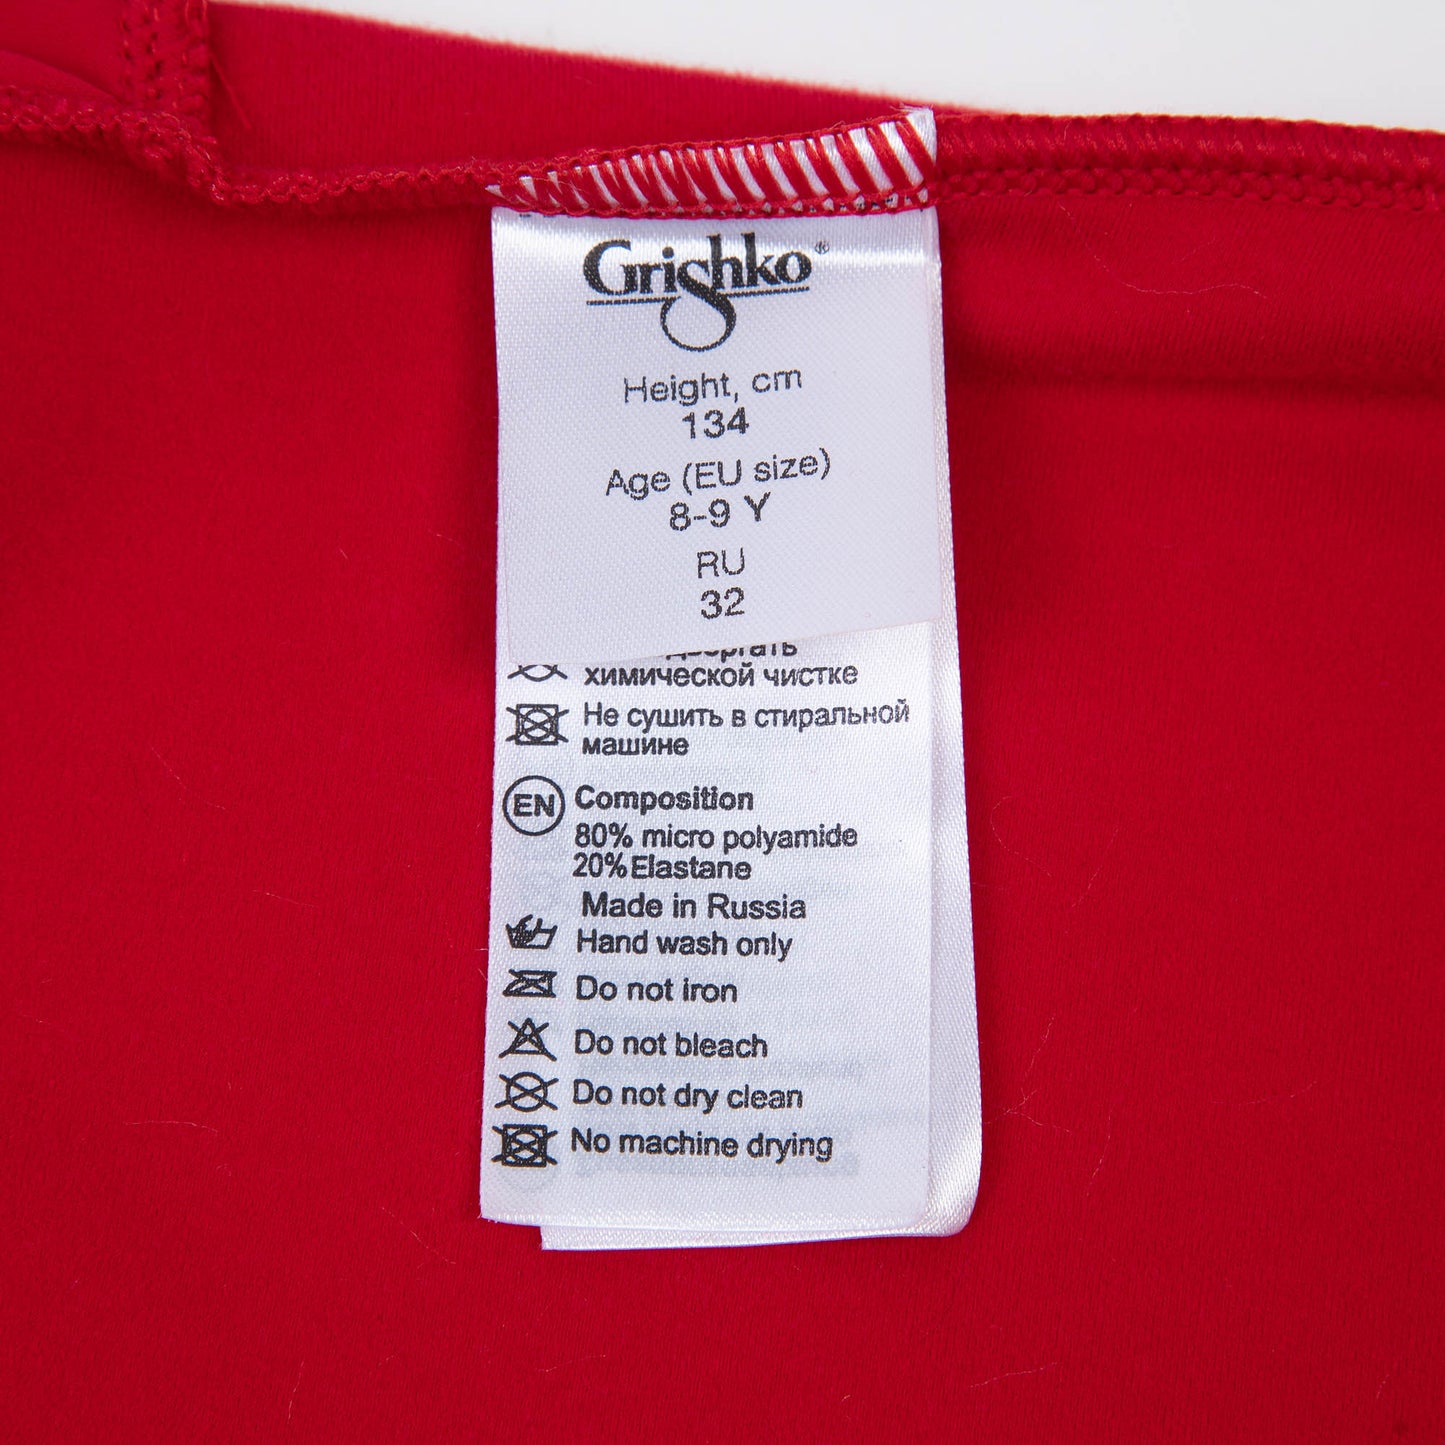 Grishko®
Height, cm
134
Age (EU size)
8-9 Y
RU
32
химической чистке
Не сушить в стиральной
машине
EN Composition
80% micro polyamide
20% Elastane
Made in Russia
Hand wash only
Do not iron
Do not bleach
Do not dry clean
No machine drying